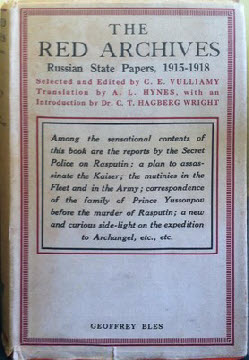 THE
RED ARCHIVES
Russian State Papers, 1915-1918
Selected and Edited by C. E. VULLIAMY
Translation by A. L. HYNES, with an
Introduction by Dr. C. T. HAGBERG WRIGHT
Among the sensational contents of
this book are the reports by the Secret
Police on Rasputin; a plan to assas-
sinate the Kaiser; the mutinies in the
Fleet and in the Army; correspondence
of the family of Prince Yussoupov
before the murder of Rasputin; a new
and curious side-light on the expedition
to Archangel, etc., etc.
GEOFFREY BLES